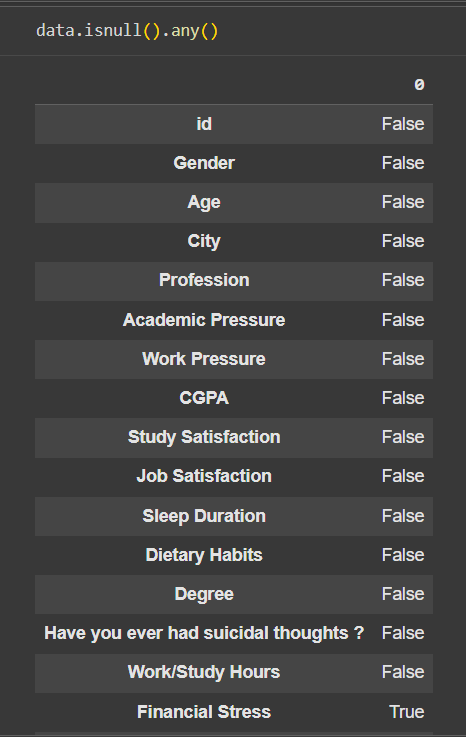 data.isnull().any()
0
id False
Gender False
Age False
City False
Profession False
Academic Pressure False
Work Pressure False
CGPA False
Study Satisfaction False
Job Satisfaction False
Sleep Duration False
Dietary Habits False
Degree False
Have you ever had suicidal thoughts ? False
Work/Study Hours False
Financial Stress True